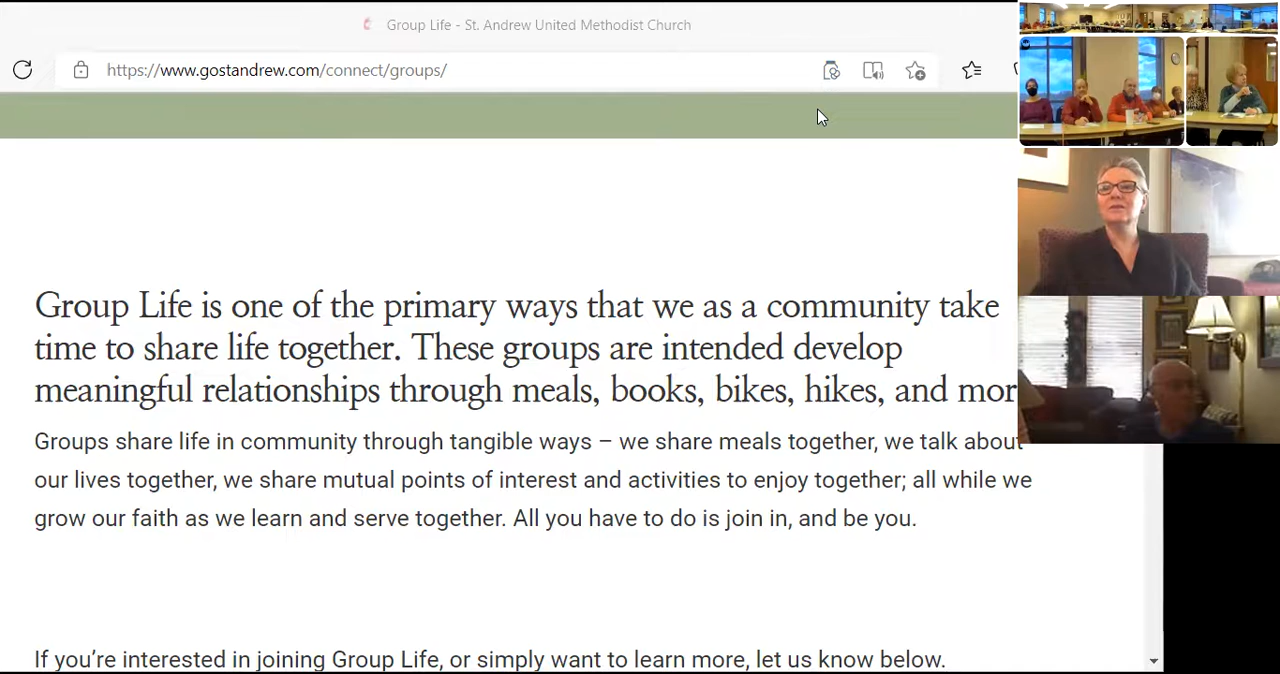 Group Life - St. Andrew United Methodist Church
https://www.gostandrew.com/connect/groups/
Group Life is one of the primary ways that we as a community take
time to share life together. These groups are intended develop
meaningful relationships through meals, books, bikes, hikes, and mor
Groups share life in community through tangible ways – we share meals together, we talk about
our lives together, we share mutual points of interest and activities to enjoy together; all while we
grow our faith as we learn and serve together. All you have to do is join in, and be you.
If you’re interested in joining Group Life, or simply want to learn more, let us know below.